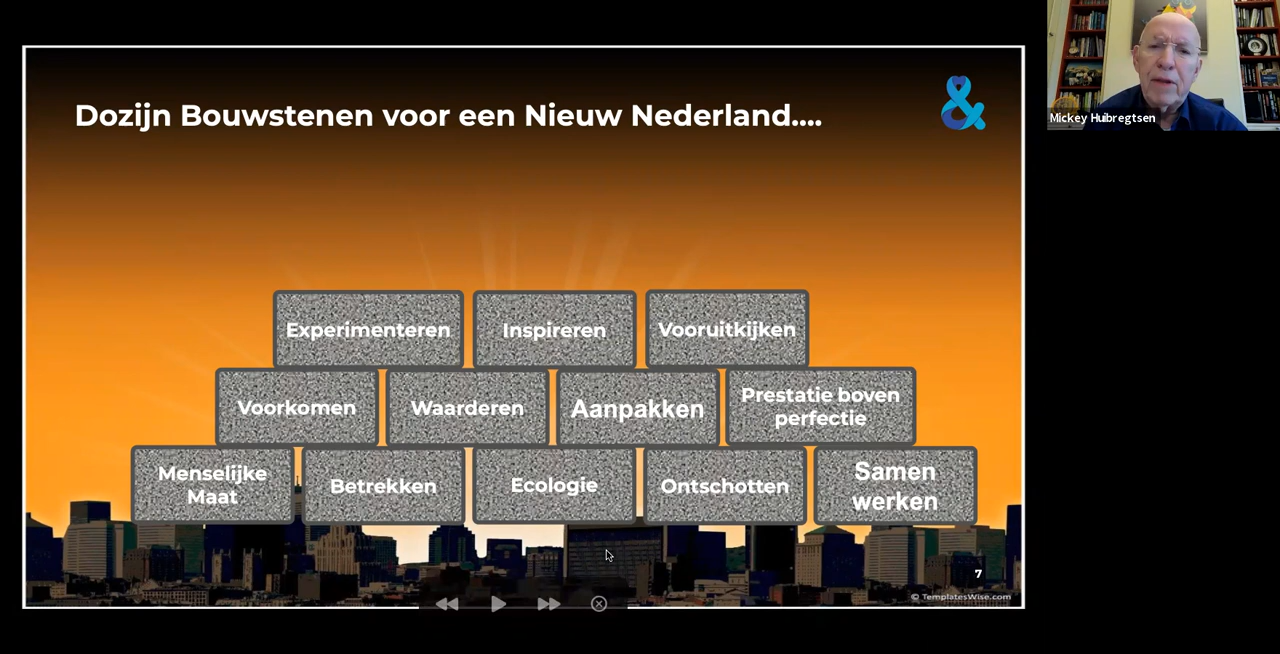 Dozijn Bouwstenen voor een Nieuw Nederland....
&
Mickey Huibregtsen
Experimenteren
Inspireren
Vooruitkijken
Voorkomen
Waarderen
Aanpakken
Prestatie boven
perfectie
Menselijke
Maat
Betrekken
Ecologie
Ontschotten
Samen
werken
7
© TemplatesWise.com